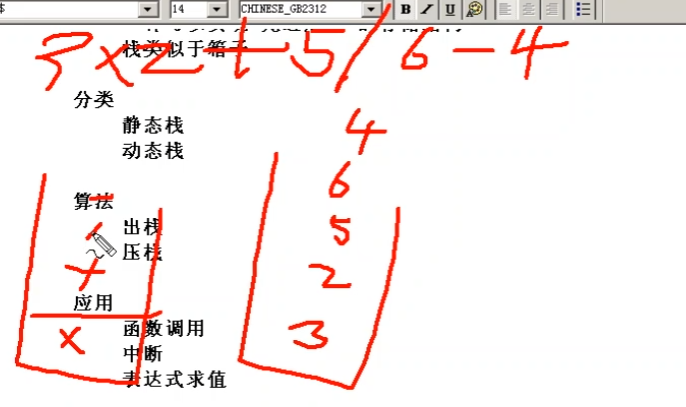 14 CHINESE_GB2312 B I U
栈类似于箱子
3x2+5/6-4
分类
静态栈
动态栈
4
6
算法
出栈
5
压栈
+
2
应用
函数调用
x
3
中断
表达式求值